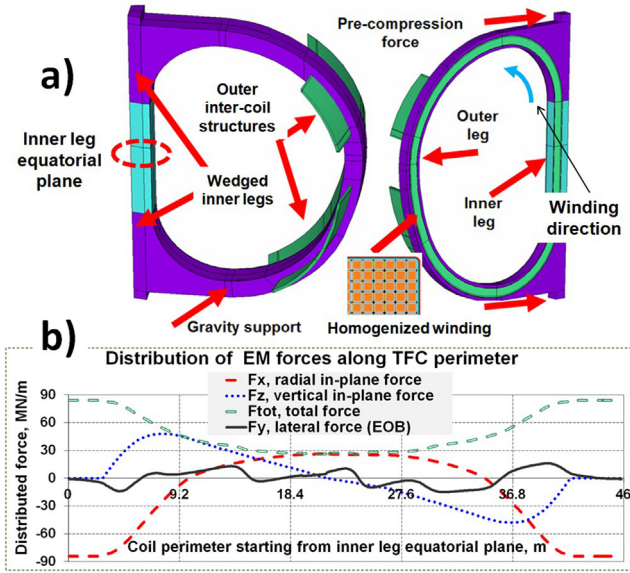 a)
Pre-compression
force
Outer
inter-coil
structures
Inner leg
equatorial
plane
Wedged
inner legs
Outer
leg
Inner
leg
Winding
direction
Gravity support
Homogenized winding
b)
Distribution of EM forces along TFC perimeter
Fx, radial in-plane force
Fz, vertical in-plane force
Ftot, total force
Fy, lateral force (EOB)
Distributed force, MN/m
90
60
30
0
-30
-60
-90
0
9.2
18.4
27.6
36.8
46
Coil perimeter starting from inner leg equatorial plane, m